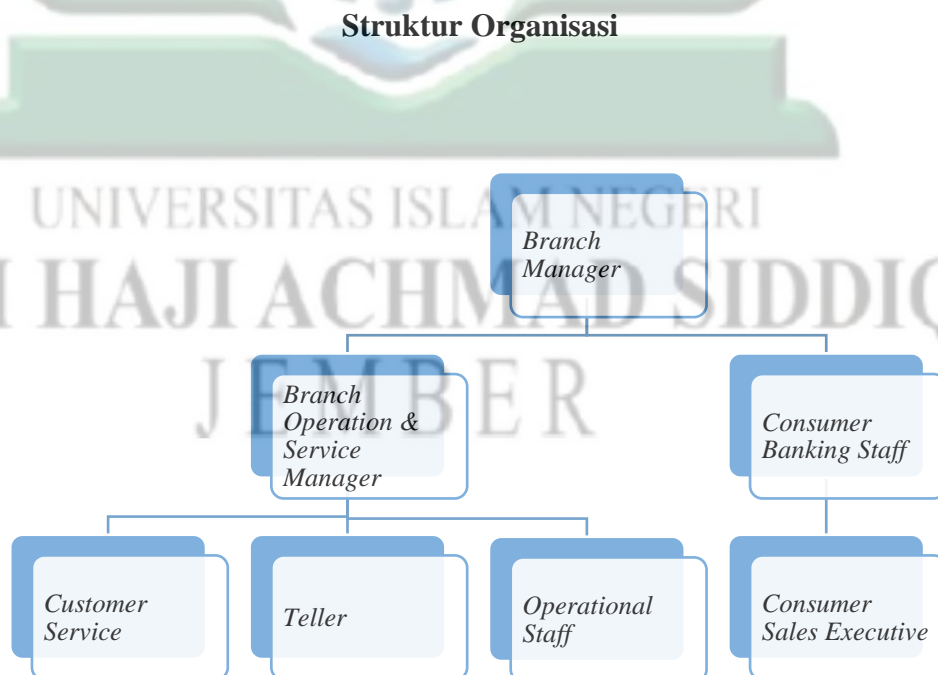 Struktur Organisasi
UNIVERSITAS ISLAM NEGERI
HAJI ACHMAD SIDDIQ
JEMBER
Branch
Manager
Branch
Operation &
Service
Manager
Consumer
Banking Staff
Customer
Service
Teller
Operational
Staff
Consumer
Sales Executive